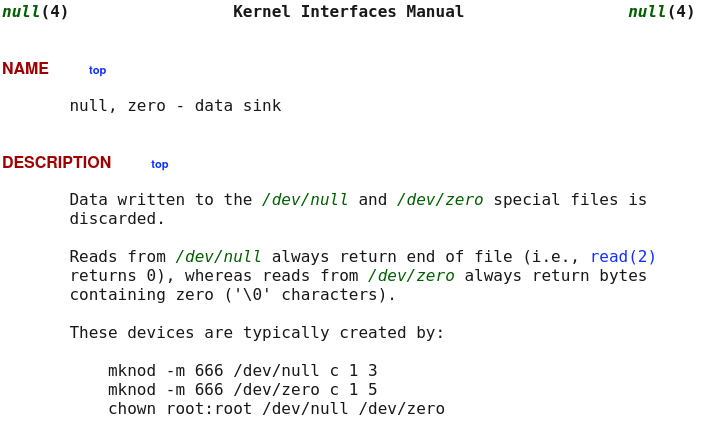 null(4) Kernel Interfaces Manual null(4)
NAME top
null, zero - data sink
DESCRIPTION top
Data written to the /dev/null and /dev/zero special files is
discarded.
Reads from /dev/null always return end of file (i.e., read(2)
returns 0), whereas reads from /dev/zero always return bytes
containing zero ('\0' characters).
These devices are typically created by:
mknod -m 666 /dev/null c 1 3
mknod -m 666 /dev/zero c 1 5
chown root:root /dev/null /dev/zero